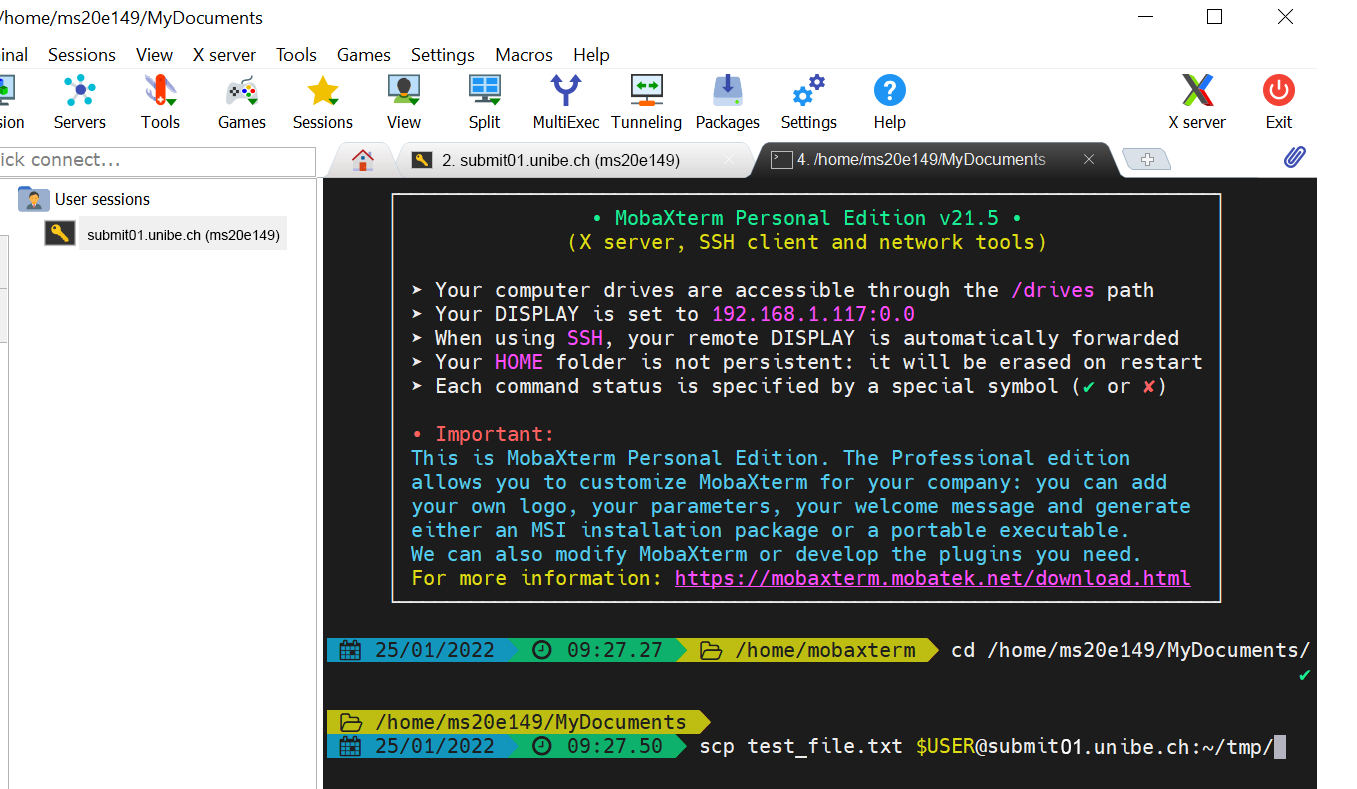 /home/ms20e149/MyDocuments
inal Sessions View X server Tools Games Settings Macros Help
sion Servers Tools Games Sessions View Split MultiExec Tunneling Packages Settings Help X server Exit
ick connect...
2. submit01.unibe.ch (ms20e149)
4. /home/ms20e149/MyDocuments
User sessions
submit01.unibe.ch (ms20e149)
• MobaXterm Personal Edition v21.5 •
(X server, SSH client and network tools)
➤ Your computer drives are accessible through the /drives path
➤ Your DISPLAY is set to 192.168.1.117:0.0
➤ When using SSH, your remote DISPLAY is automatically forwarded
➤ Your HOME folder is not persistent: it will be erased on restart
➤ Each command status is specified by a special symbol (✔ or ✘)
• Important:
This is MobaXterm Personal Edition. The Professional edition
allows you to customize MobaXterm for your company: you can add
your own logo, your parameters, your welcome message and generate
either an MSI installation package or a portable executable.
We can also modify MobaXterm or develop the plugins you need.
For more information: https://mobaxterm.mobatek.net/download.html
25/01/2022 09:27.27 /home/mobaxterm cd /home/ms20e149/MyDocuments/
✔
/home/ms20e149/MyDocuments
25/01/2022 09:27.50 scp test_file.txt $USER@submit01.unibe.ch:~/tmp/